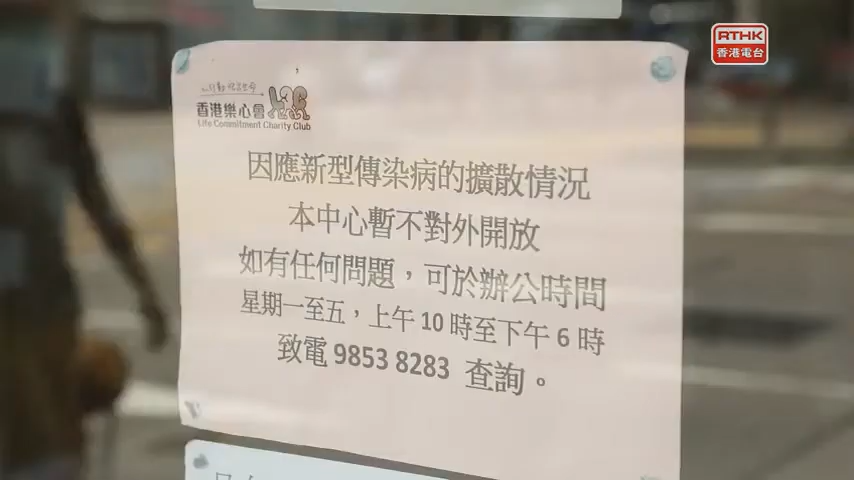 RTHK
香港電台
香港樂心會
Life Commitment Charity Club
因應新型傳染病的擴散情況
本中心暫不對外開放
如有任何問題，可於辦公時間
星期一至五，上午10時至下午6時
致電 9853 8283 查詢。